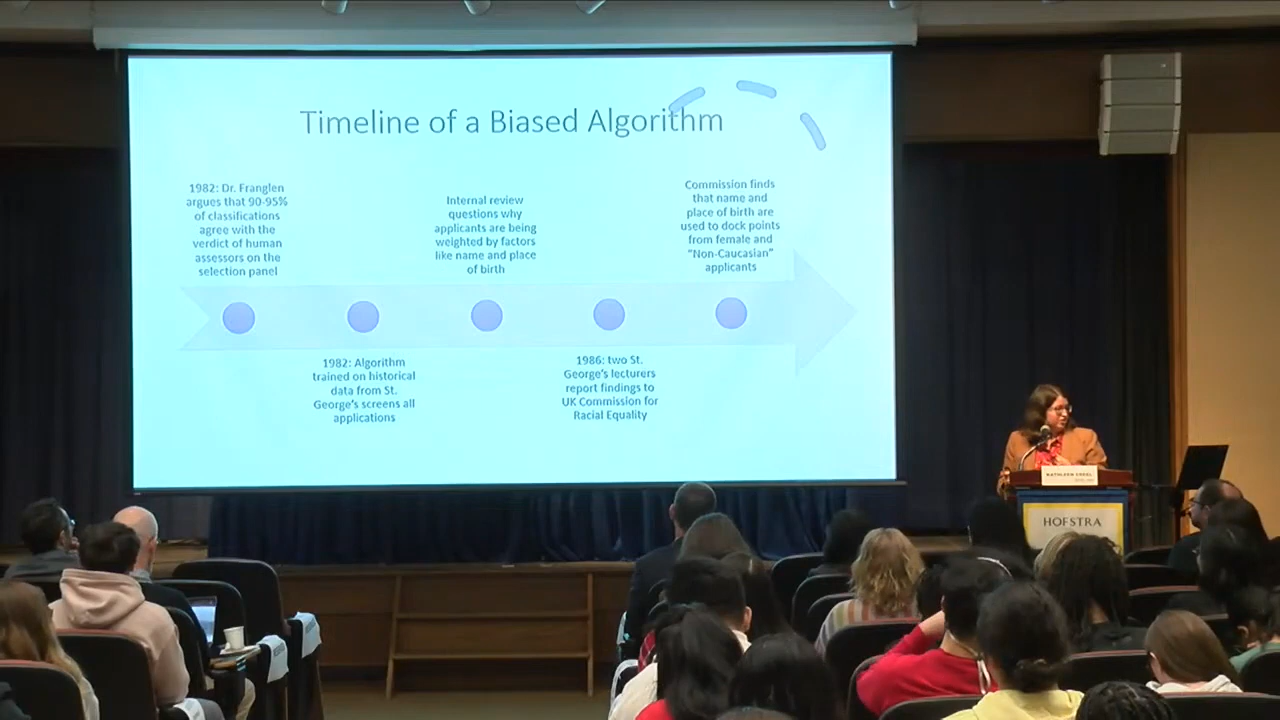 Timeline of a Biased Algorithm
1982: Dr. Franglen
argues that 90-95%
of classifications
agree with the
verdict of human
assessors on the
selection panel
1982: Algorithm
trained on historical
data from St.
George's screens all
applications
Internal review
questions why
applicants are being
weighted by factors
like name and place
of birth
1986: two St.
George's lecturers
report findings to
UK Commission for
Racial Equality
Commission finds
that name and
place of birth are
used to dock points
from female and
"Non-Caucasian"
applicants
KATHLEEN CREEL
HOFSTRA